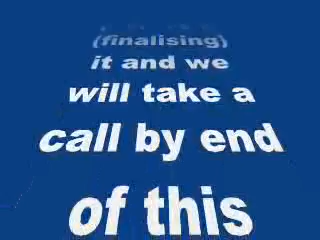 (finalising)
it and we
will take a
call by end
of this